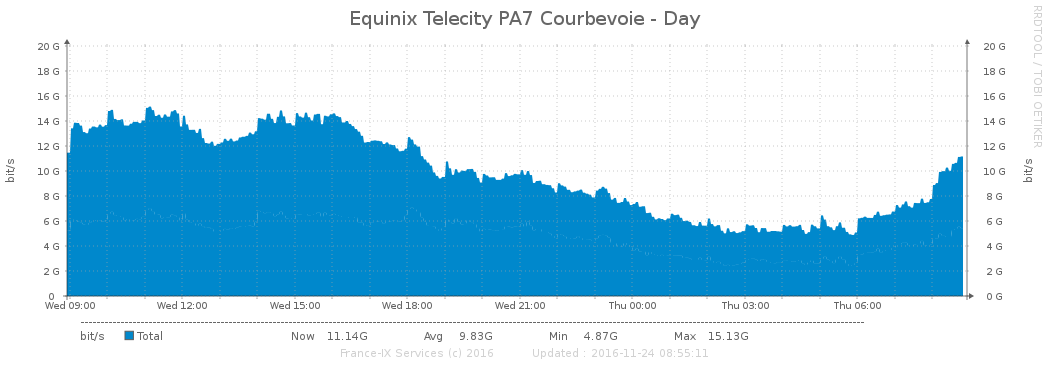 Equinix Telecity PA7 Courbevoie - Day
RRDTOOL / TOBI OETIKER
bit/s
20 G 20 G
18 G 18 G
16 G 16 G
14 G 14 G
12 G 12 G
10 G 10 G
8 G 8 G
6 G 6 G
4 G 4 G
2 G 2 G
0 0 G
bit/s
Wed 09:00 Wed 12:00 Wed 15:00 Wed 18:00 Wed 21:00 Thu 00:00 Thu 03:00 Thu 06:00
bit/s Total Now 11.14G Avg 9.83G Min 4.87G Max 15.13G
France-IX Services (c) 2016 Updated : 2016-11-24 08:55:11